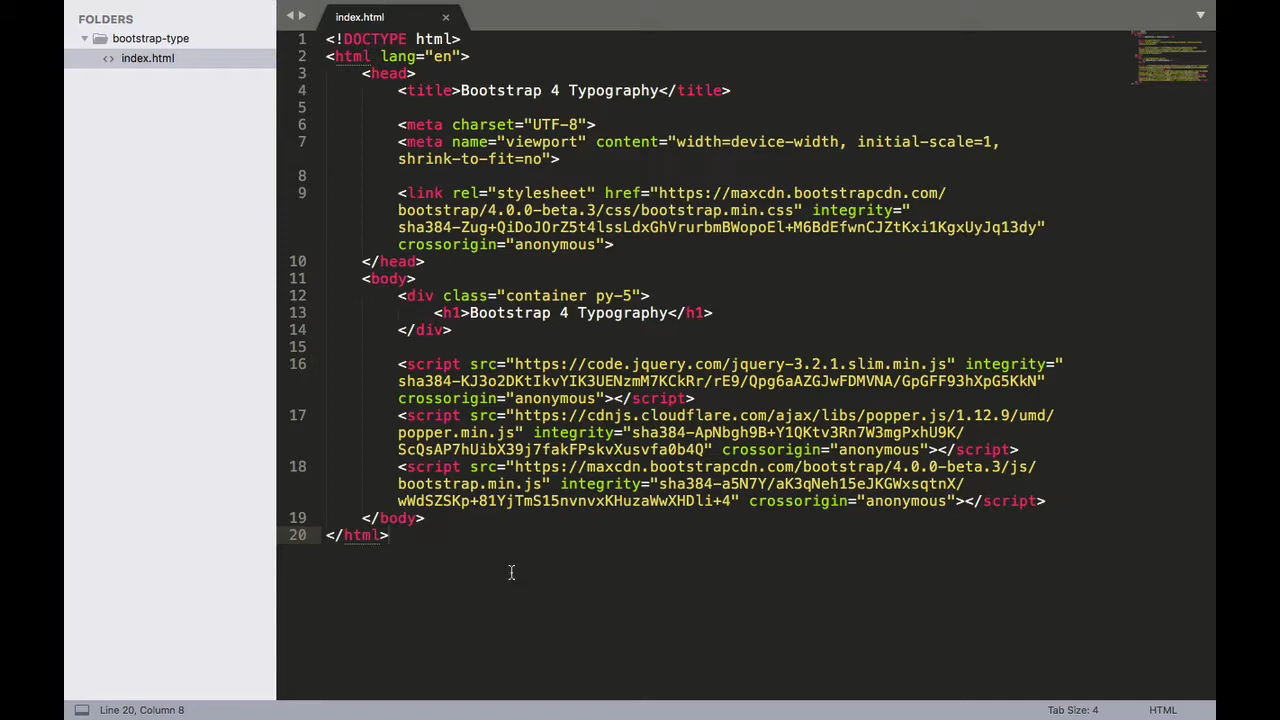 FOLDERS
bootstrap-type
<> index.html
index.html ×
1 <!DOCTYPE html>
2 <html lang="en">
3 <head>
4 <title>Bootstrap 4 Typography</title>
5
6 <meta charset="UTF-8">
7 <meta name="viewport" content="width=device-width, initial-scale=1,
shrink-to-fit=no">
8
9 <link rel="stylesheet" href="https://maxcdn.bootstrapcdn.com/
bootstrap/4.0.0-beta.3/css/bootstrap.min.css" integrity="
sha384-Zug+QiDoJOrZ5t4lssLdxGhVrurbmBWopoEl+M6BdEfwnCJZtKxi1KgxUyJq13dy"
crossorigin="anonymous">
10 </head>
11 <body>
12 <div class="container py-5">
13 <h1>Bootstrap 4 Typography</h1>
14 </div>
15
16 <script src="https://code.jquery.com/jquery-3.2.1.slim.min.js" integrity="
sha384-KJ3o2DKtIkvYIK3UENzmM7KCkRr/rE9/Qpg6aAZGJwFDMVNA/GpGFF93hXpG5KkN"
crossorigin="anonymous"></script>
17 <script src="https://cdnjs.cloudflare.com/ajax/libs/popper.js/1.12.9/umd/
popper.min.js" integrity="sha384-ApNbgh9B+Y1QKtv3Rn7W3mgPxhU9K/
ScQsAP7hUibX39j7fakFPskvXusvfa0b4Q" crossorigin="anonymous"></script>
18 <script src="https://maxcdn.bootstrapcdn.com/bootstrap/4.0.0-beta.3/js/
bootstrap.min.js" integrity="sha384-a5N7Y/aK3qNeh15eJKGWxsqtnX/
wWdSZSKp+81YjTmS15nvnvxKHuzaWwXHDli+4" crossorigin="anonymous"></script>
19 </body>
20 </html>
Line 20, Column 8
Tab Size: 4
HTML